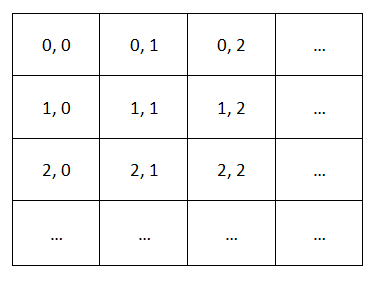 0, 0 0, 1 0, 2 ...
1, 0 1, 1 1, 2 ...
2, 0 2, 1 2, 2 ...
... ... ... ...